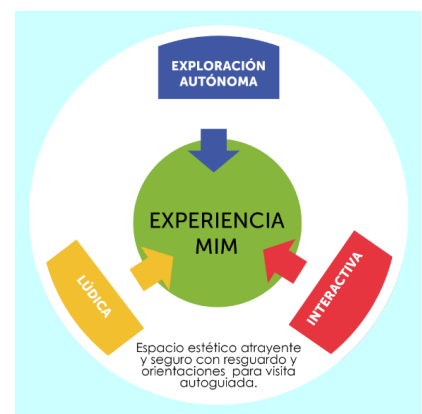 EXPLORACIÓN
AUTÓNOMA
EXPERIENCIA
MIM
LÚDICA
INTERACTIVA
Espacio estético atrayente
y seguro con resguardo y
orientaciones para visita
autoguiada.